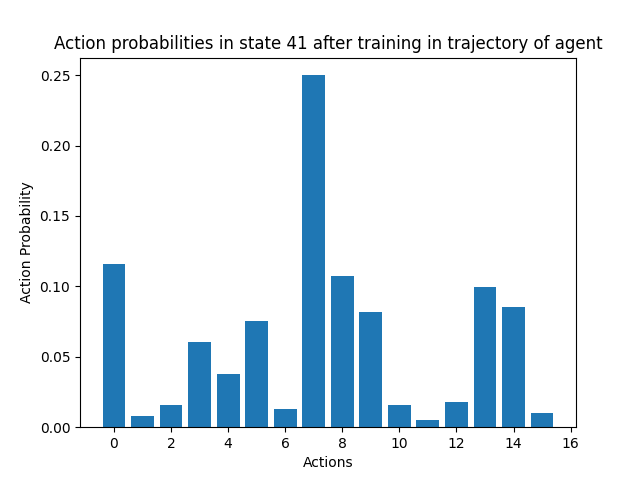 Action probabilities in state 41 after training in trajectory of agent
0.25
0.20
0.15
0.10
0.05
0.00
Action Probability
0 2 4 6 8 10 12 14 16
Actions